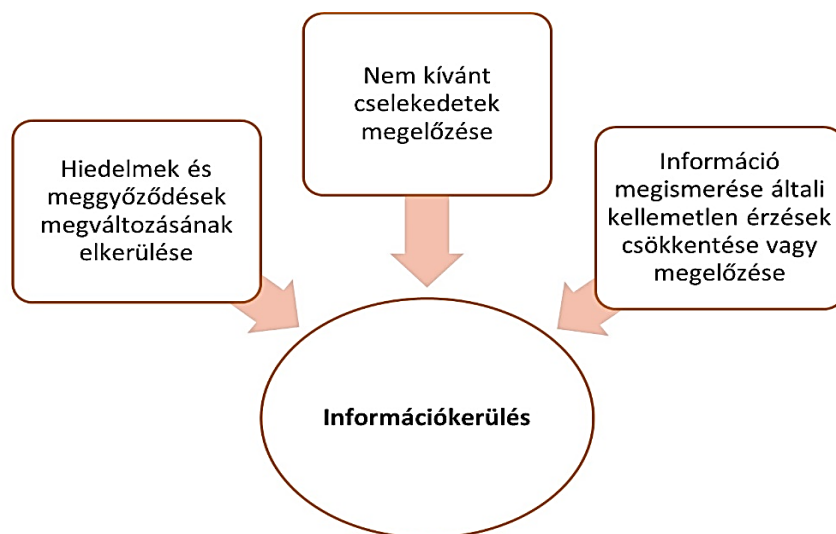 Nem kívánt
cselekedetek
megelőzése
Hiedelmek és
meggyőződések
megváltozásának
elkerülése
Információ
megismerése általi
kellemetlen érzések
csökkentése vagy
megelőzése
Információkerülés